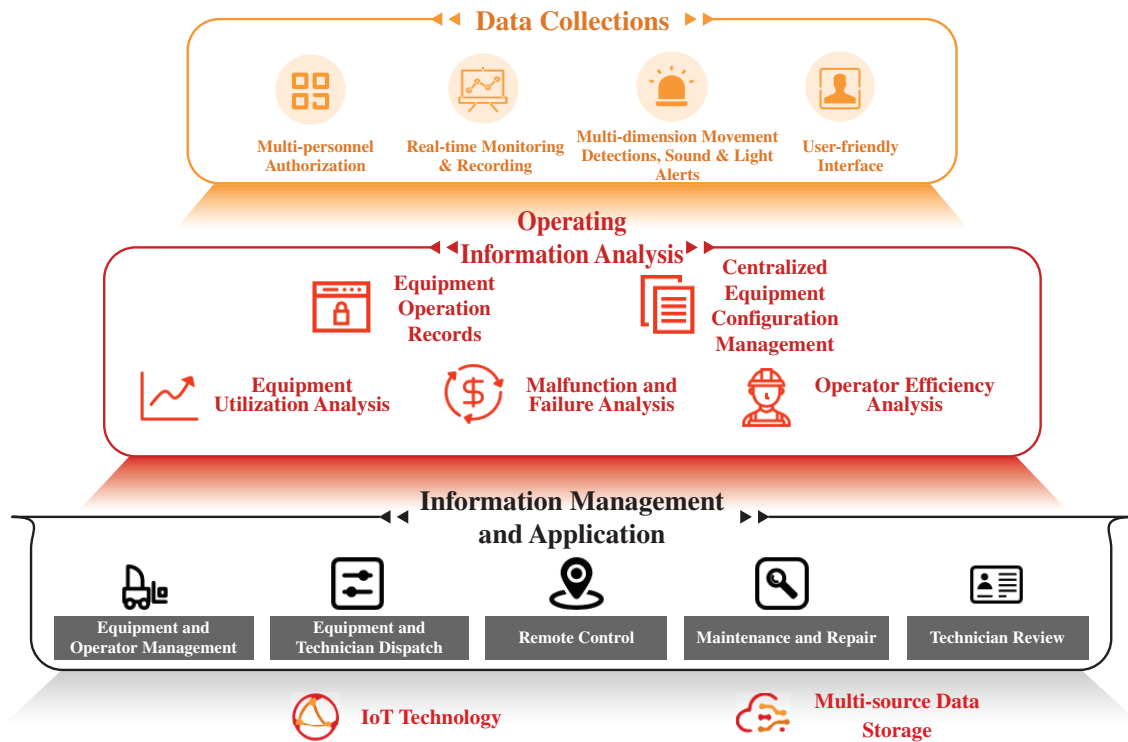 Data Collections
Multi-personnel
Authorization
Real-time Monitoring
& Recording
Multi-dimension Movement
Detections, Sound & Light
Alerts
User-friendly
Interface
Operating
Information Analysis
Equipment
Operation
Records
Centralized
Equipment
Configuration
Management
Equipment
Utilization Analysis
$
Malfunction and
Failure Analysis
Operator Efficiency
Analysis
Information Management
and Application
Equipment and
Operator Management
Equipment and
Technician Dispatch
Remote Control
Maintenance and Repair
Technician Review
IoT Technology
Multi-source Data
Storage